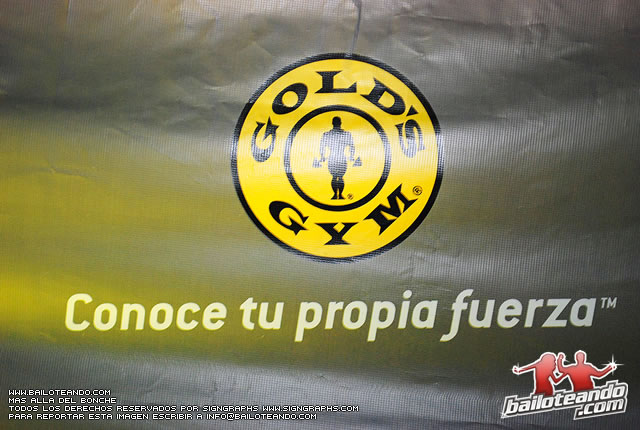 GOLD'S
GYM®
®
Conoce tu propia fuerza™
WWW.BAILOTEANDO.COM
MAS ALLA DEL BONCHE
TODOS LOS DERECHOS RESERVADOS POR SIGNGRAPHS WWW.SIGNGRAPHS.COM
PARA REPORTAR ESTA IMAGEN ESCRIBIR A INFO@BAILOTEANDO.COM
bailoteando
.com